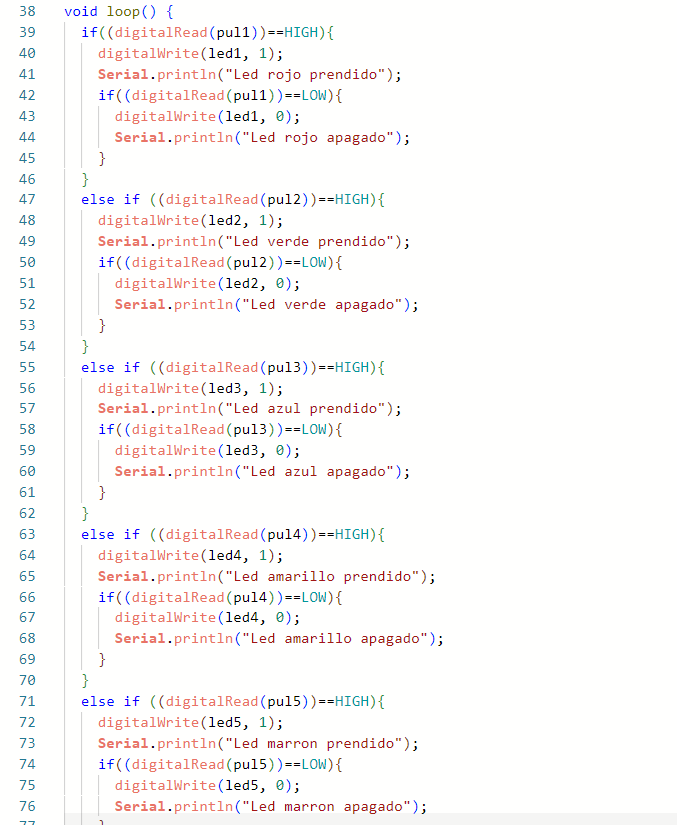 38 void loop() {
39 if((digitalRead(pul1))==HIGH){
40 digitalWrite(led1, 1);
41 Serial.println("Led rojo prendido");
42 if((digitalRead(pul1))==LOW){
43 digitalWrite(led1, 0);
44 Serial.println("Led rojo apagado");
45 }
46 }
47 else if ((digitalRead(pul2))==HIGH){
48 digitalWrite(led2, 1);
49 Serial.println("Led verde prendido");
50 if((digitalRead(pul2))==LOW){
51 digitalWrite(led2, 0);
52 Serial.println("Led verde apagado");
53 }
54 }
55 else if ((digitalRead(pul3))==HIGH){
56 digitalWrite(led3, 1);
57 Serial.println("Led azul prendido");
58 if((digitalRead(pul3))==LOW){
59 digitalWrite(led3, 0);
60 Serial.println("Led azul apagado");
61 }
62 }
63 else if ((digitalRead(pul4))==HIGH){
64 digitalWrite(led4, 1);
65 Serial.println("Led amarillo prendido");
66 if((digitalRead(pul4))==LOW){
67 digitalWrite(led4, 0);
68 Serial.println("Led amarillo apagado");
69 }
70 }
71 else if ((digitalRead(pul5))==HIGH){
72 digitalWrite(led5, 1);
73 Serial.println("Led marron prendido");
74 if((digitalRead(pul5))==LOW){
75 digitalWrite(led5, 0);
76 Serial.println("Led marron apagado");
77 }